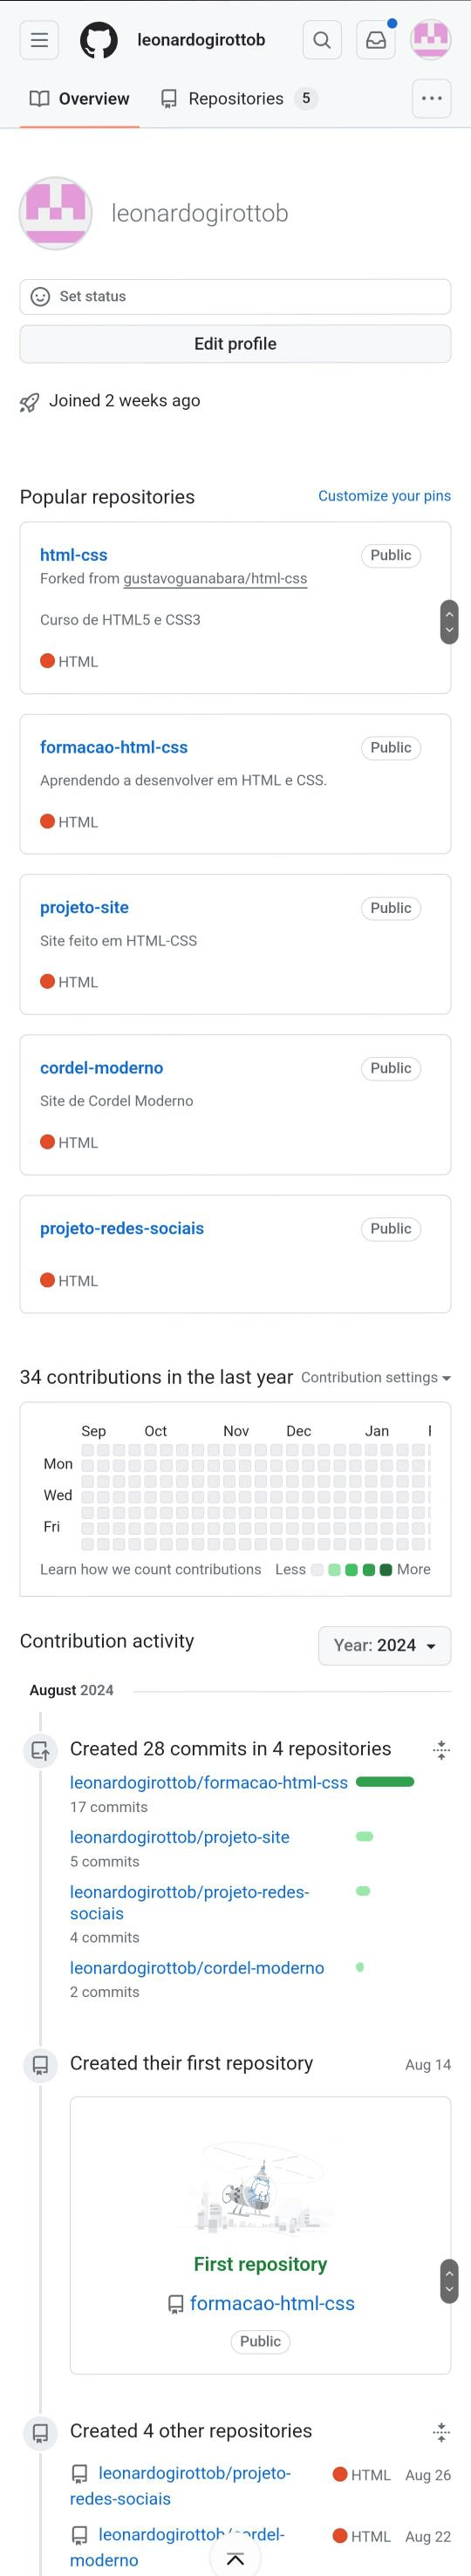 leonardogirottob
Overview
Repositories 5
leonardogirottob
Set status
Edit profile
Joined 2 weeks ago
Popular repositories Customize your pins
html-css Public
Forked from gustavoguanabara/html-css
Curso de HTML5 e CSS3
HTML
formacao-html-css Public
Aprendendo a desenvolver em HTML e CSS.
HTML
projeto-site Public
Site feito em HTML-CSS
HTML
cordel-moderno Public
Site de Cordel Moderno
HTML
projeto-redes-sociais Public
HTML
34 contributions in the last year Contribution settings
Sep Oct Nov Dec Jan
Mon
Wed
Fri
Learn how we count contributions Less More
Contribution activity Year: 2024
August 2024
Created 28 commits in 4 repositories
leonardogirottob/formacao-html-css
17 commits
leonardogirottob/projeto-site
5 commits
leonardogirottob/projeto-redes-
sociais
4 commits
leonardogirottob/cordel-moderno
2 commits
Created their first repository Aug 14
First repository
formacao-html-css
Public
Created 4 other repositories
leonardogirottob/projeto- HTML Aug 26
redes-sociais
leonardogirottob/cordel- HTML Aug 22
moderno